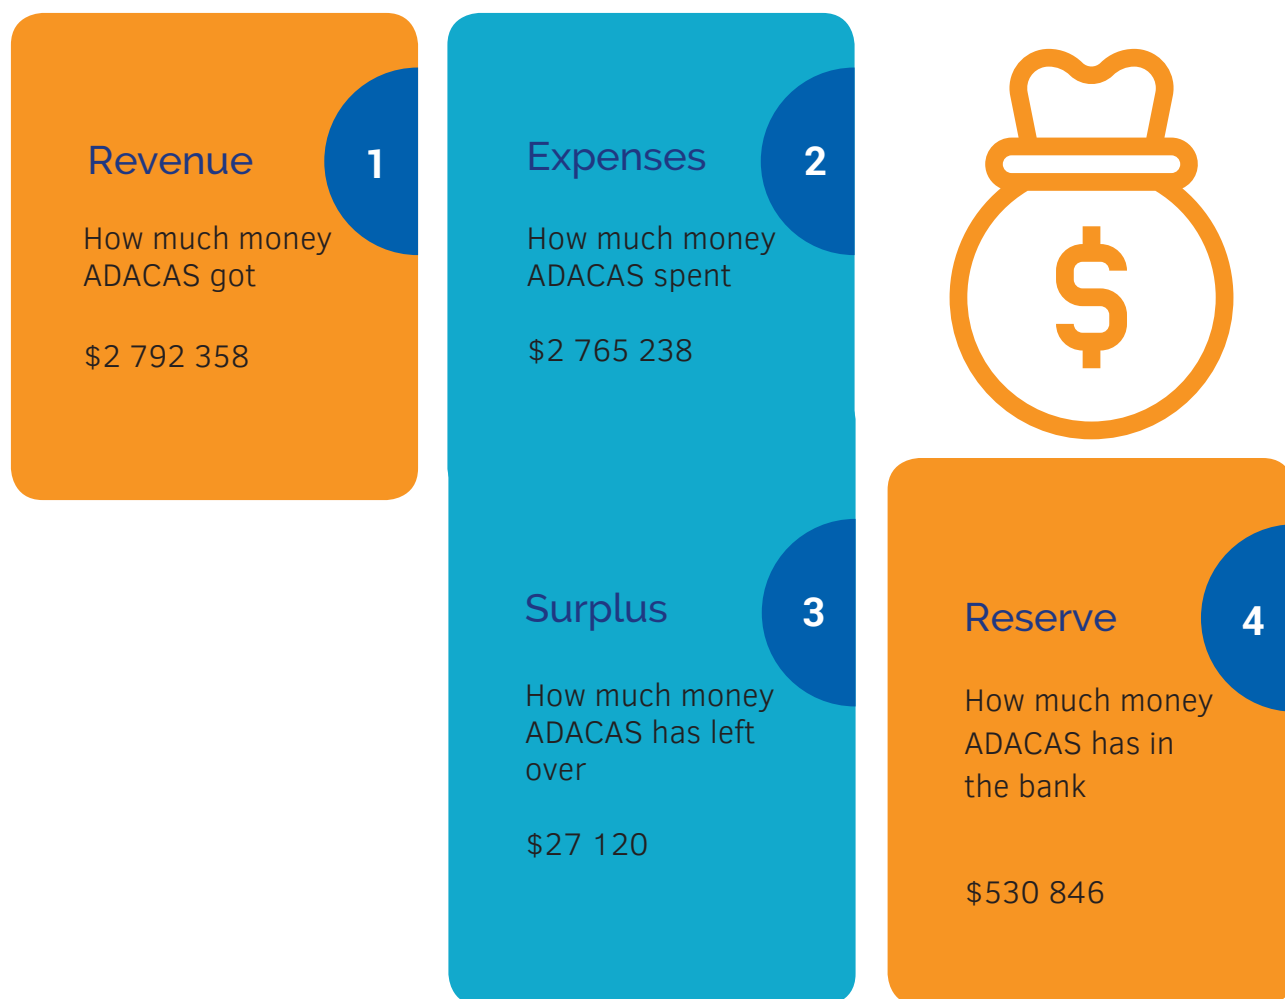 Revenue
1
How much money
ADACAS got
$2 792 358
Expenses
2
How much money
ADACAS spent
$2 765 238
$
Surplus
3
How much money
ADACAS has left
over
$27 120
Reserve
4
How much money
ADACAS has in
the bank
$530 846